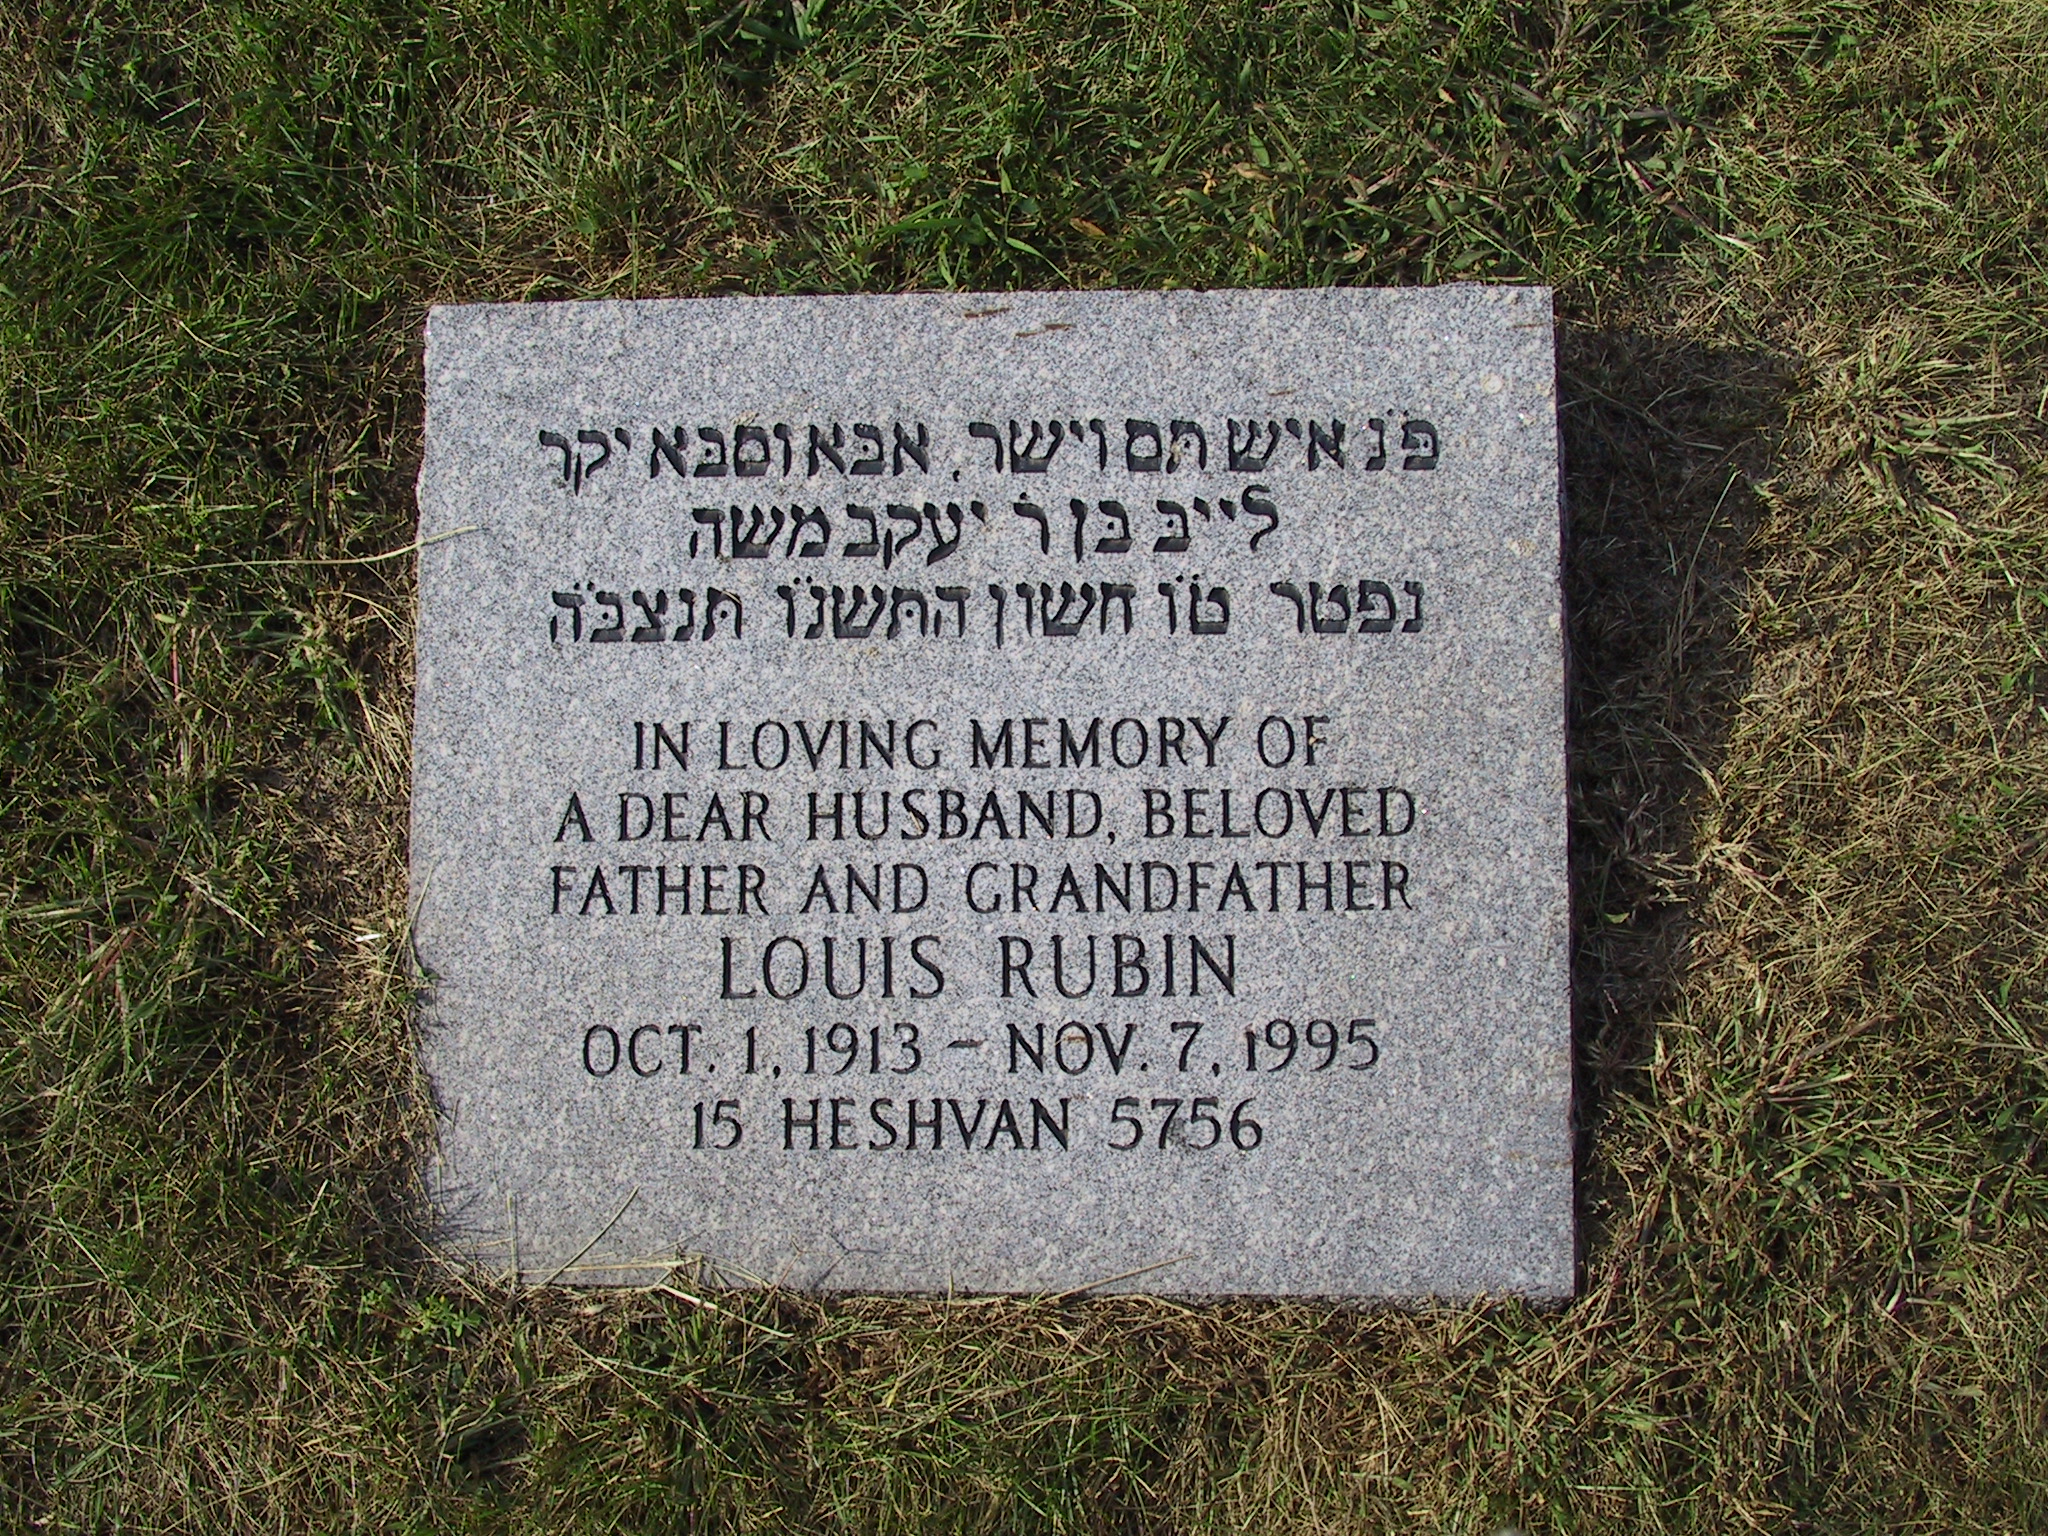 פ״נ איש תם וישר, אבא וסבא יקר
לייב בן ר׳ יעקב משה
נפטר ט״ו חשון התשנ״ו תנצב״ה
IN LOVING MEMORY OF
A DEAR HUSBAND, BELOVED
FATHER AND GRANDFATHER
LOUIS RUBIN
OCT. 1, 1913 – NOV. 7, 1995
15 HESHVAN 5756